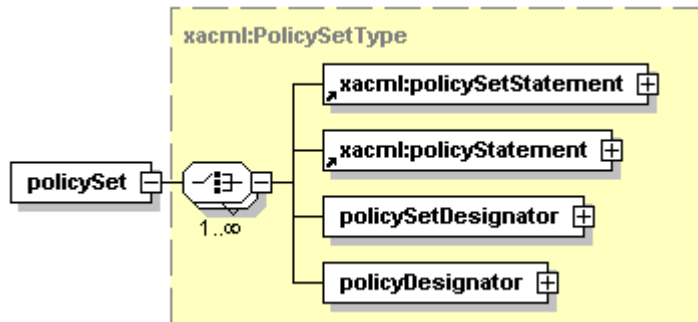 xacml:PolicySetType
xacml:policySetStatement
xacml:policyStatement
policySet
1..∞
policySetDesignator
policyDesignator